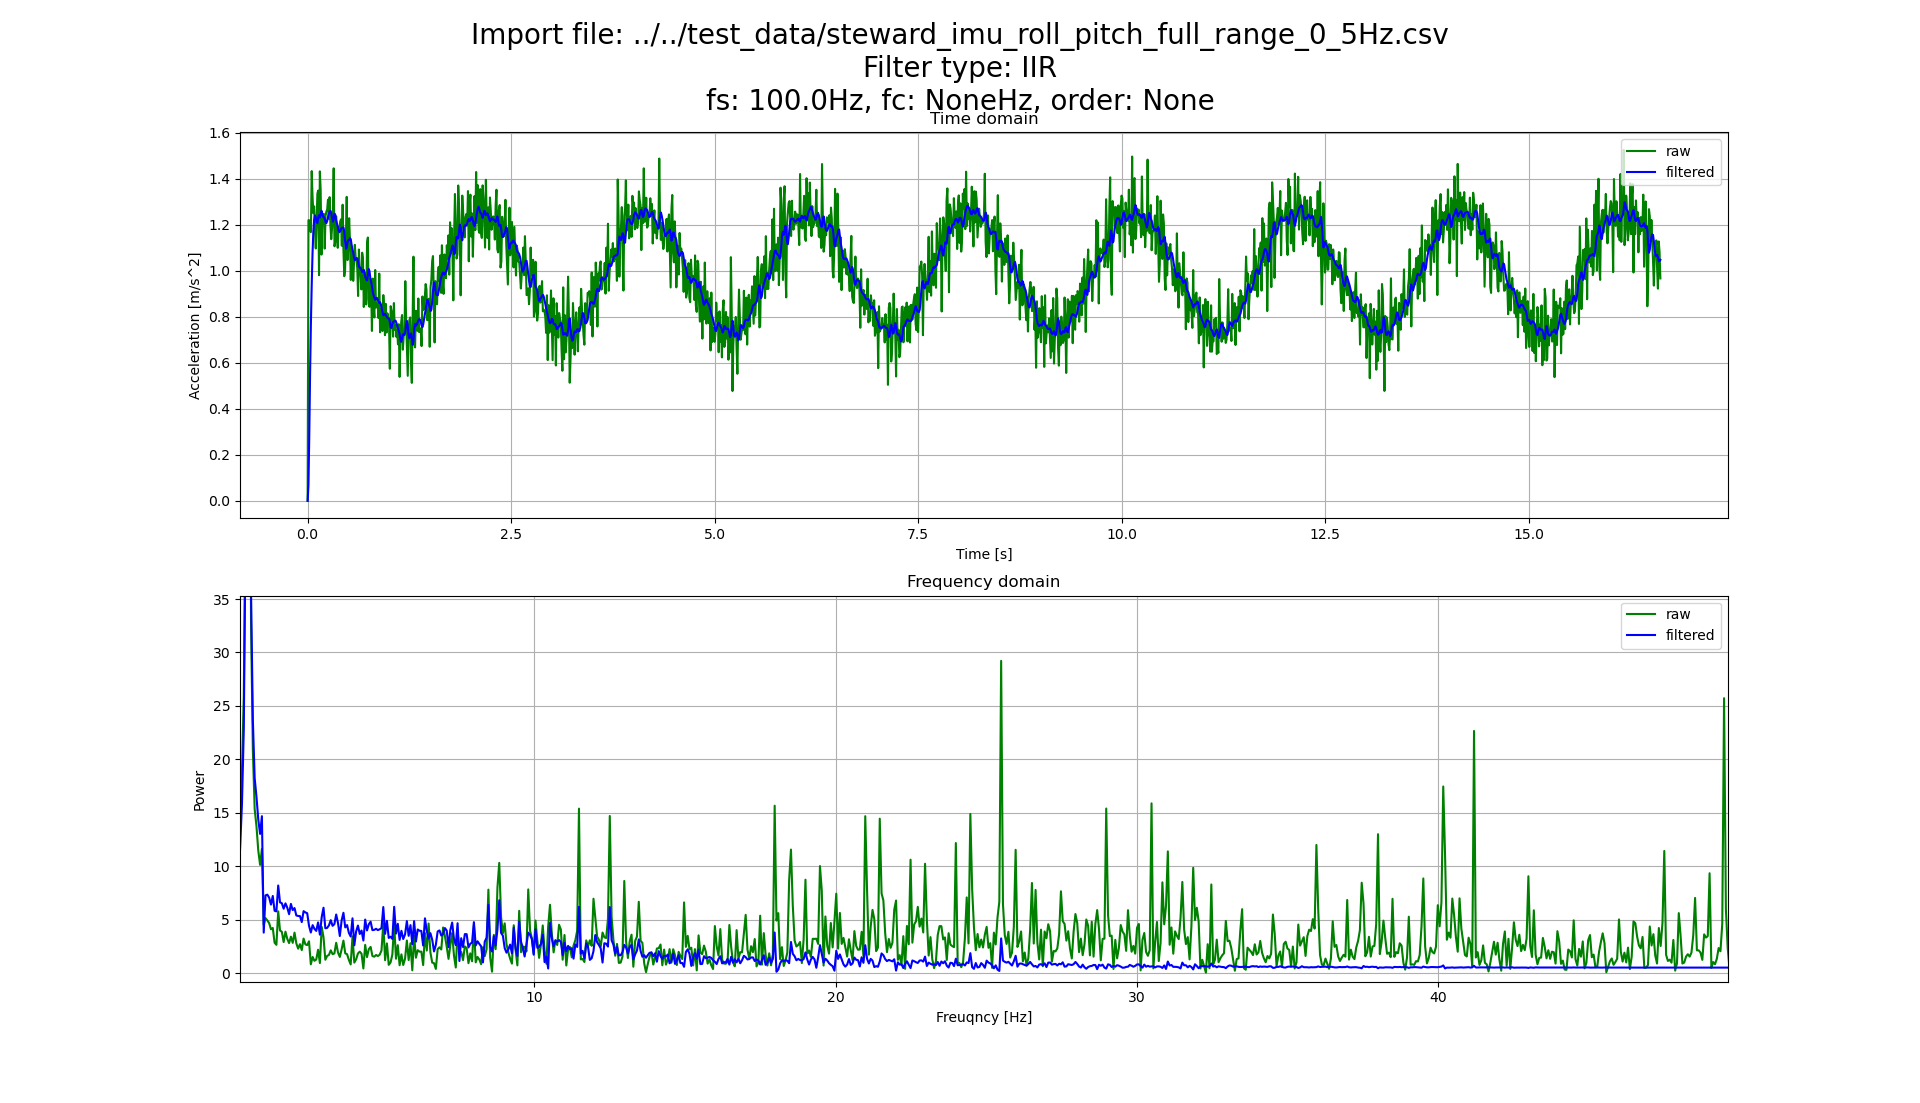 Import file: ../../test_data/steward_imu_roll_pitch_full_range_0_5Hz.csv
Filter type: IIR
fs: 100.0Hz, fc: NoneHz, order: None
Time domain
1.6
1.4
1.2
1.0
0.8
0.6
0.4
0.2
0.0
Acceleration [m/s^2]
raw
filtered
0.0 2.5 5.0 7.5 10.0 12.5 15.0
Time [s]
Frequency domain
35
30
25
20
15
10
5
0
Power
raw
filtered
10 20 30 40
Freuqncy [Hz]